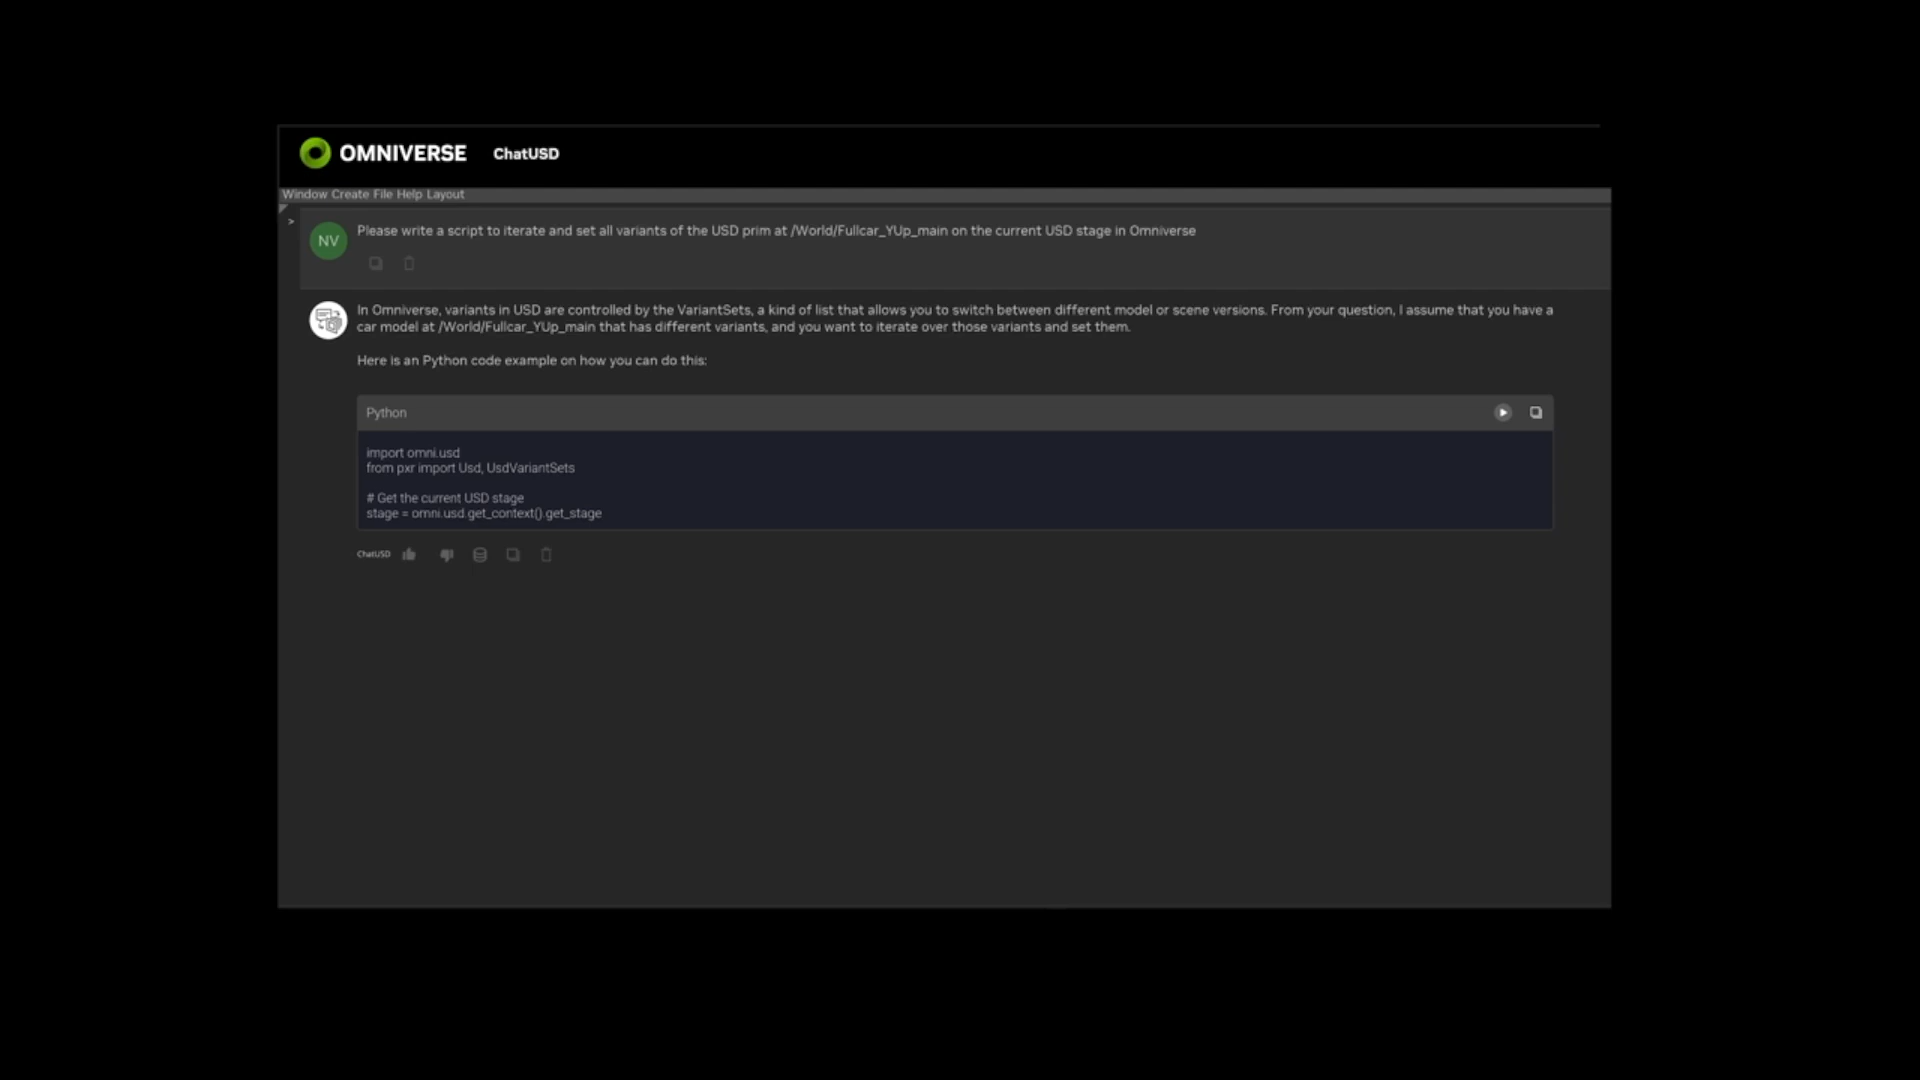 OMNIVERSE ChatUSD
Window Create File Help Layout
>
NV
Please write a script to iterate and set all variants of the USD prim at /World/Fullcar_YUp_main on the current USD stage in Omniverse
In Omniverse, variants in USD are controlled by the VariantSets, a kind of list that allows you to switch between different model or scene versions. From your question, I assume that you have a
car model at /World/Fullcar_YUp_main that has different variants, and you want to iterate over those variants and set them.
Here is an Python code example on how you can do this:
Python
import omni.usd
from pxr import Usd, UsdVariantSets
# Get the current USD stage
stage = omni.usd.get_context().get_stage
ChatUSD